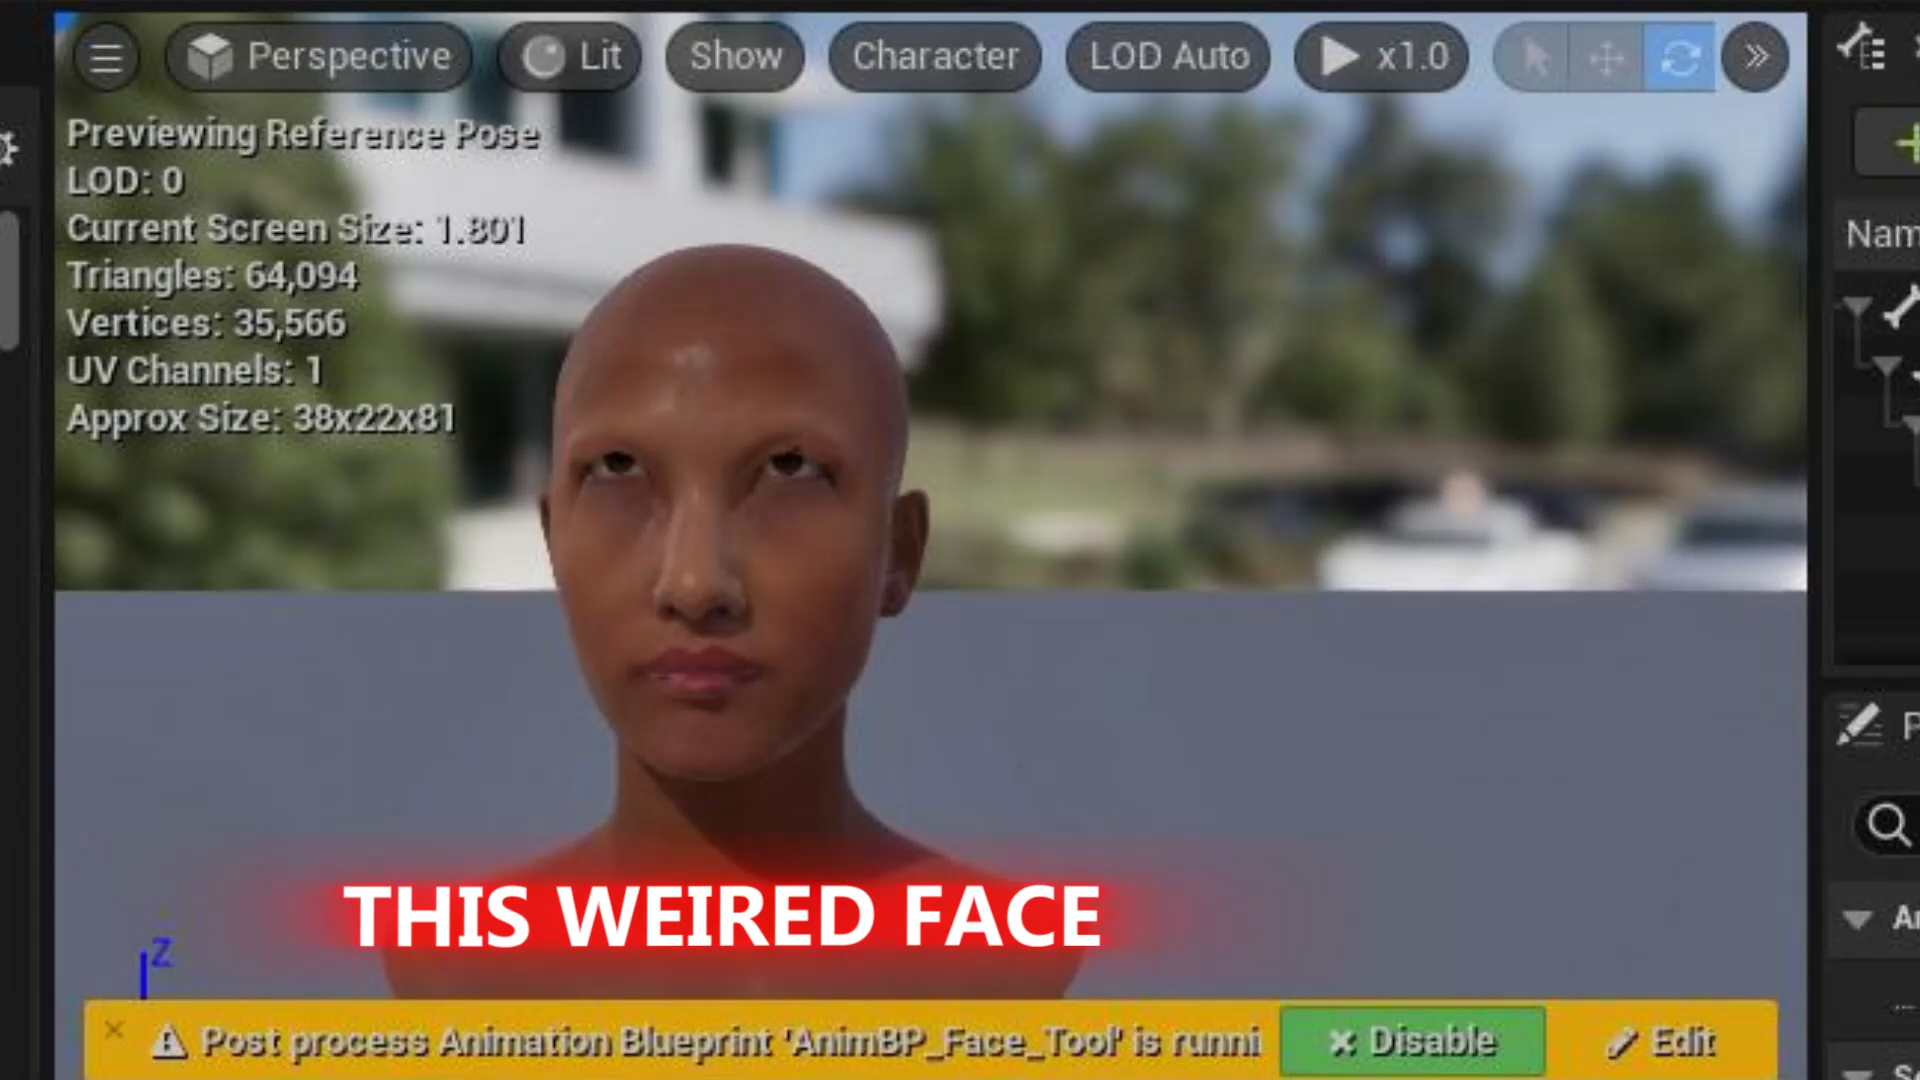 Perspective
Lit
Show
Character
LOD Auto
x1.0
Previewing Reference Pose
LOD: 0
Current Screen Size: 1.801
Triangles: 64,094
Vertices: 35,566
UV Channels: 1
Approx Size: 38x22x81
Nam
THIS WEIRED FACE
Z
Post process Animation Blueprint 'AnimBP_Face_Tool' is runni
Disable
Edit